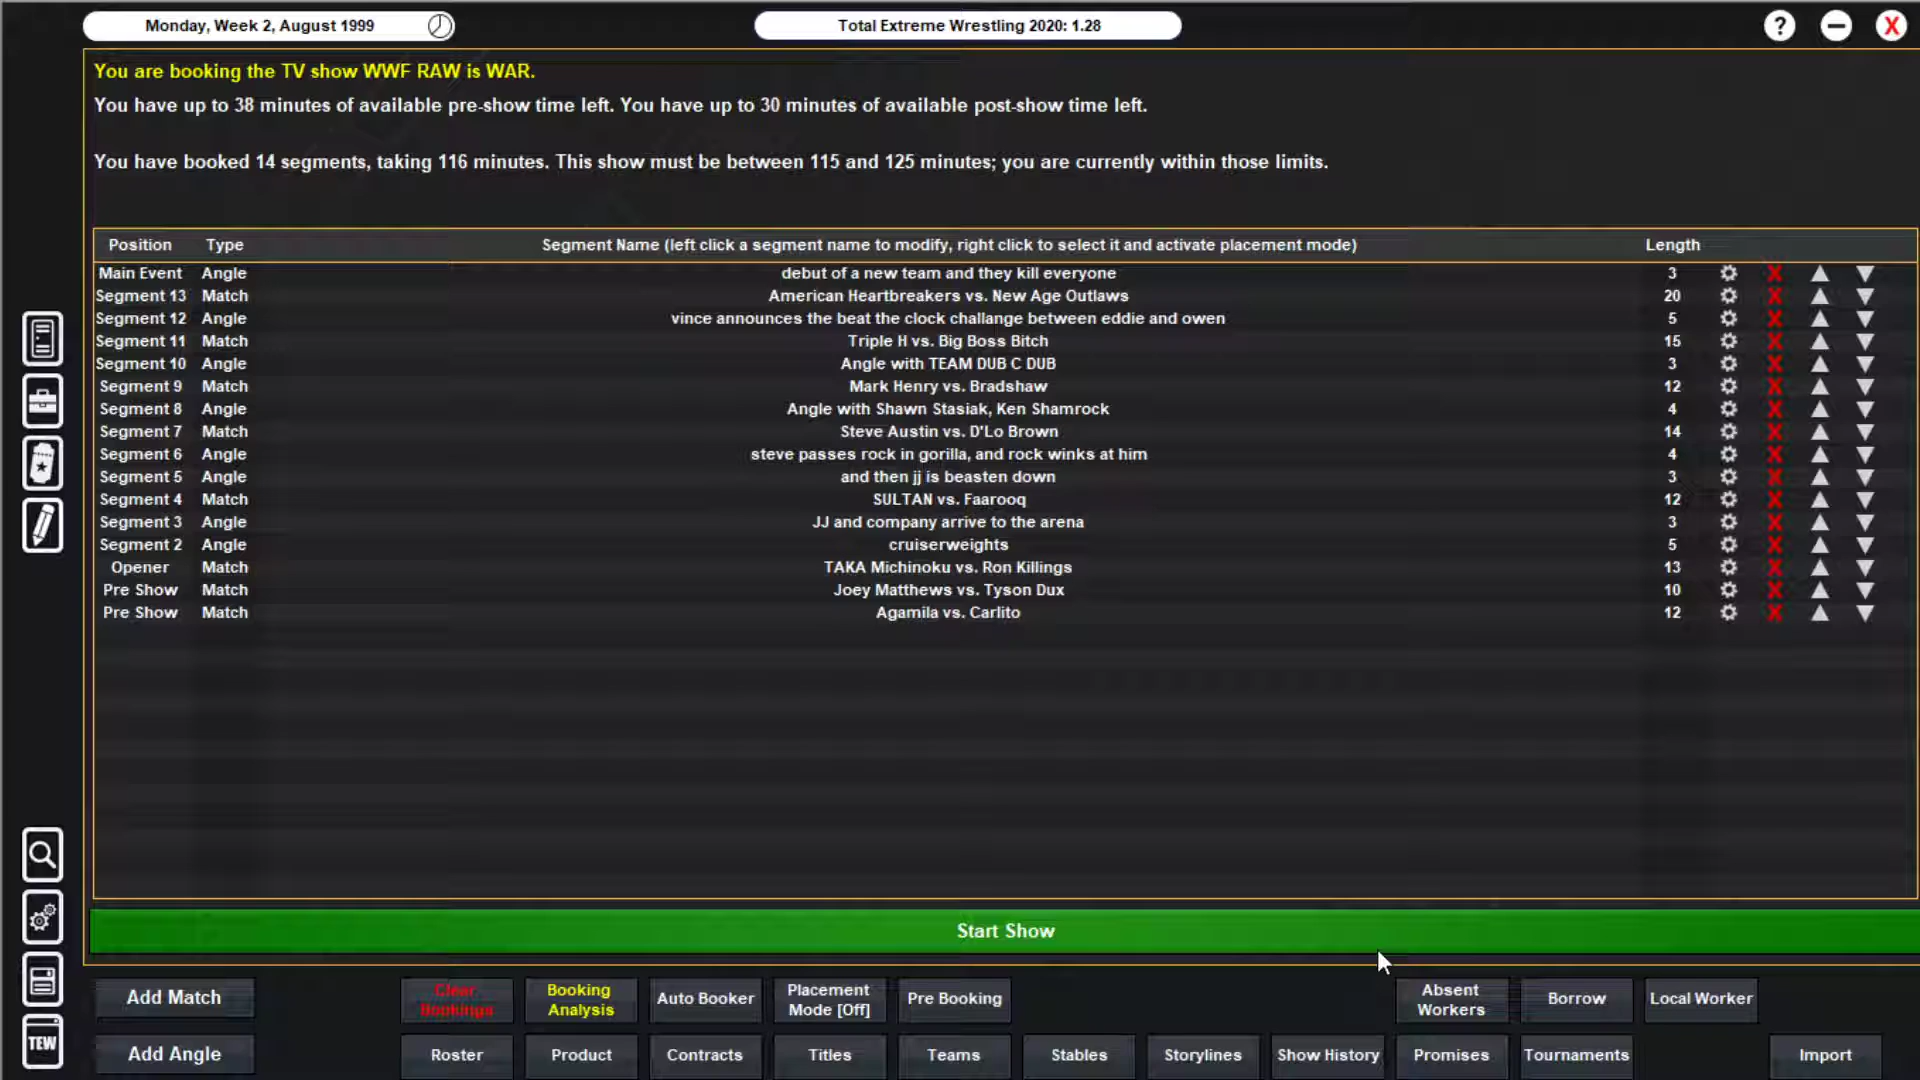 Monday, Week 2, August 1999
Total Extreme Wrestling 2020: 1.28
?
X
You are booking the TV show WWF RAW is WAR.
You have up to 38 minutes of available pre-show time left. You have up to 30 minutes of available post-show time left.
You have booked 14 segments, taking 116 minutes. This show must be between 115 and 125 minutes; you are currently within those limits.
Position Type Segment Name (left click a segment name to modify, right click to select it and activate placement mode) Length
Main Event Angle debut of a new team and they kill everyone 3 X
Segment 13 Match American Heartbreakers vs. New Age Outlaws 20 X
Segment 12 Angle vince announces the beat the clock challange between eddie and owen 5 X
Segment 11 Match Triple H vs. Big Boss Bitch 15 X
Segment 10 Angle Angle with TEAM DUB C DUB 3 X
Segment 9 Match Mark Henry vs. Bradshaw 12 X
Segment 8 Angle Angle with Shawn Stasiak, Ken Shamrock 4 X
Segment 7 Match Steve Austin vs. D'Lo Brown 14 X
Segment 6 Angle steve passes rock in gorilla, and rock winks at him 4 X
Segment 5 Angle and then jj is beasten down 3 X
Segment 4 Match SULTAN vs. Faarooq 12 X
Segment 3 Angle JJ and company arrive to the arena 3 X
Segment 2 Angle cruiserweights 5 X
Opener Match TAKA Michinoku vs. Ron Killings 13 X
Pre Show Match Joey Matthews vs. Tyson Dux 10 X
Pre Show Match Agamila vs. Carlito 12 X
Start Show
Add Match
Clear Bookings
Booking Analysis
Auto Booker
Placement Mode [Off]
Pre Booking
Absent Workers
Borrow
Local Worker
TEW
Add Angle
Roster
Product
Contracts
Titles
Teams
Stables
Storylines
Show History
Promises
Tournaments
Import